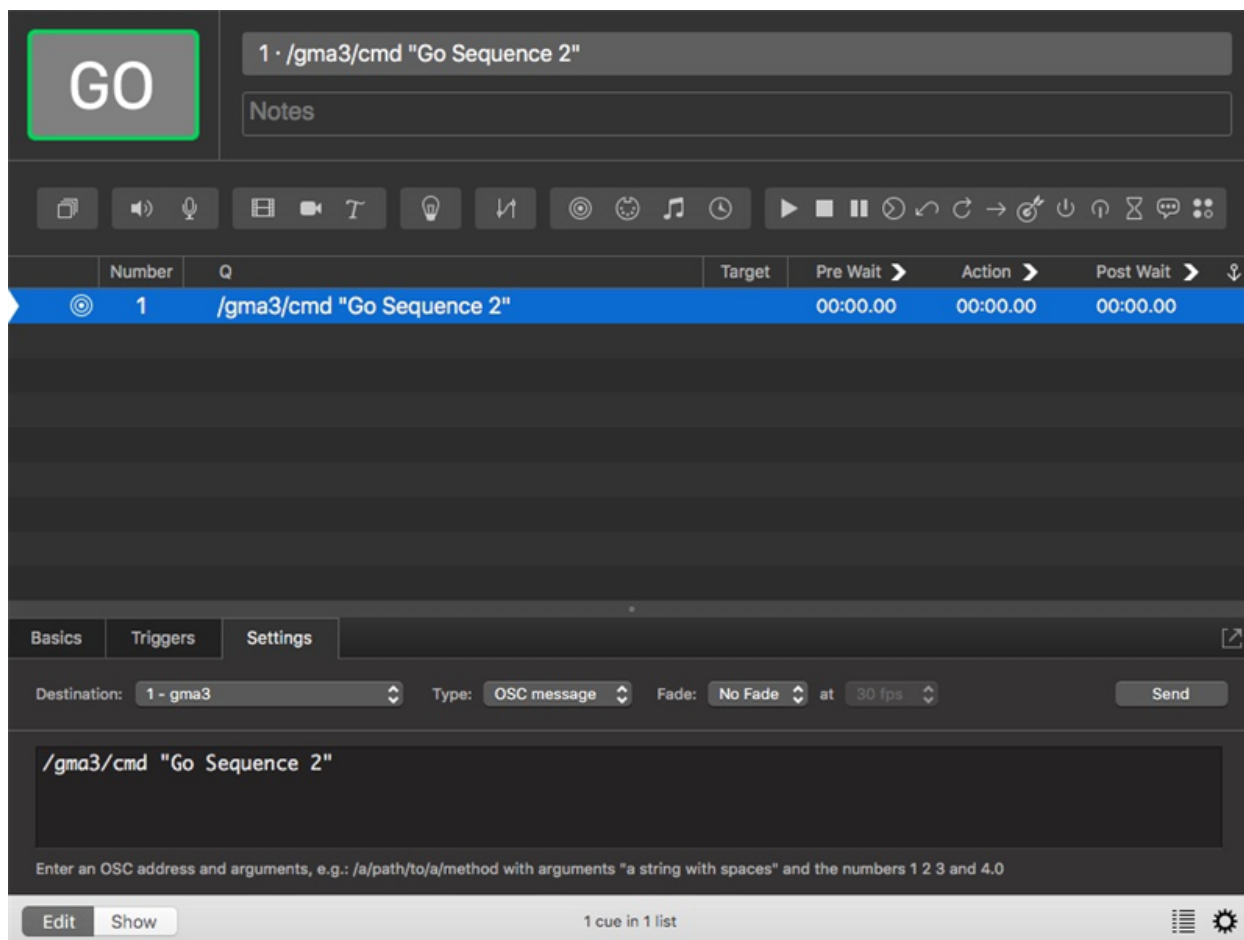 GO
1 · /gma3/cmd "Go Sequence 2"
Notes
Number Q Target Pre Wait Action Post Wait
1 /gma3/cmd "Go Sequence 2" 00:00.00 00:00.00 00:00.00
Basics Triggers Settings
Destination: 1 - gma3 Type: OSC message Fade: No Fade at 30 fps Send
/gma3/cmd "Go Sequence 2"
Enter an OSC address and arguments, e.g.: /a/path/to/a/method with arguments "a string with spaces" and the numbers 1 2 3 and 4.0
Edit Show 1 cue in 1 list